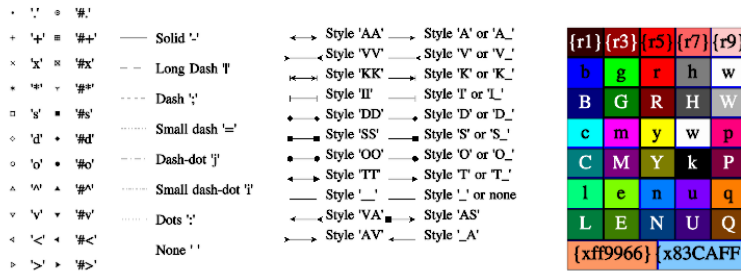 '.' '#.'
'+' '#+'
'x' '#x'
'*' '#*'
's' '#s'
'd' '#d'
'o' '#o'
'^' '#^'
'v' '#v'
'<' '#<'
'>' '#>'
Solid '-'
Long Dash '|'
Dash ';'
Small dash '='
Dash-dot 'j'
Small dash-dot 'i'
Dots ':'
None ' '
Style 'AA' Style 'A' or 'A_'
Style 'VV' Style 'V' or 'V_'
Style 'KK' Style 'K' or 'K_'
Style 'II' Style 'I' or 'I_'
Style 'DD' Style 'D' or 'D_'
Style 'SS' Style 'S' or 'S_'
Style 'OO' Style 'O' or 'O_'
Style 'TT' Style 'T' or 'T_'
Style '__' Style '_' or none
Style 'VA' Style 'AS'
Style 'AV' Style '_A'
{r1} {r3} {r5} {r7} {r9}
b g r h w
B G R H W
c m y w p
C M Y k P
l e n u q
L E N U Q
{xff9966} {x83CAFF}